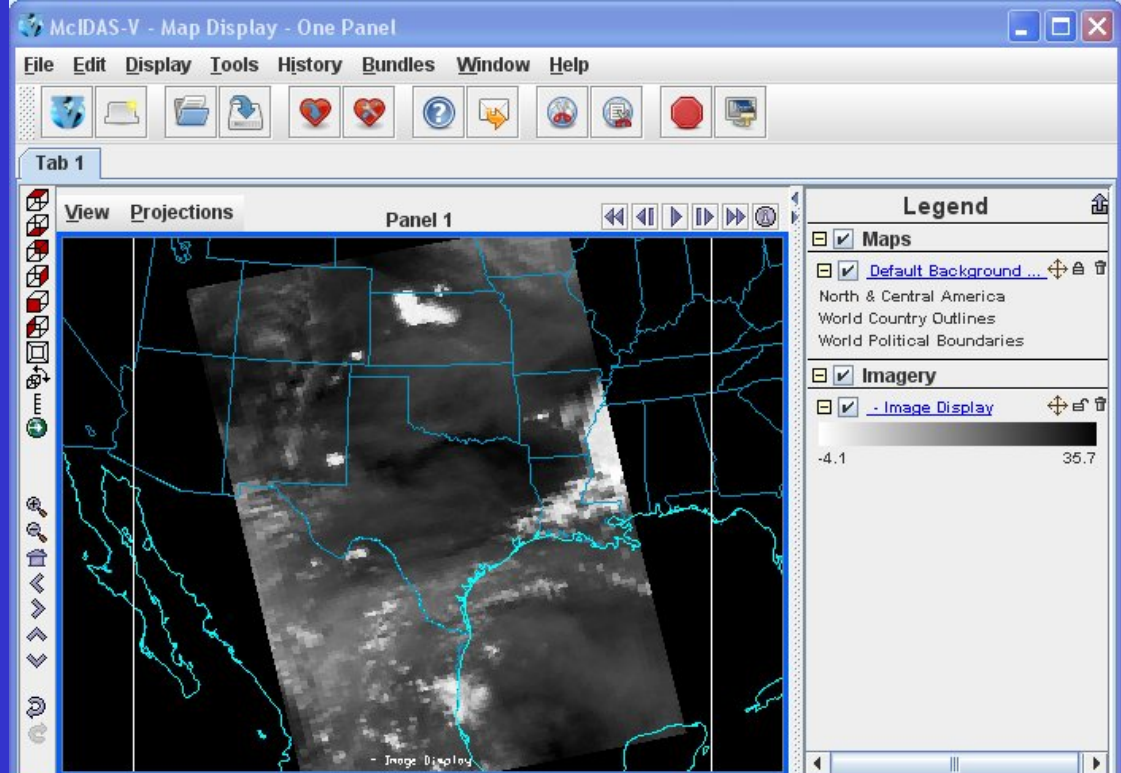 McIDAS-V - Map Display - One Panel
File Edit Display Tools History Bundles Window Help
Tab 1
View Projections
Panel 1
Legend
Maps
Default Background ...
North & Central America
World Country Outlines
World Political Boundaries
Imagery
- Image Display
-4.1 35.7
- Image Display